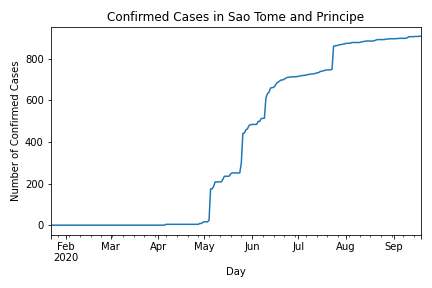 Confirmed Cases in Sao Tome and Principe
Number of Confirmed Cases
800
600
400
200
0
Feb Mar Apr May Jun Jul Aug Sep
2020
Day